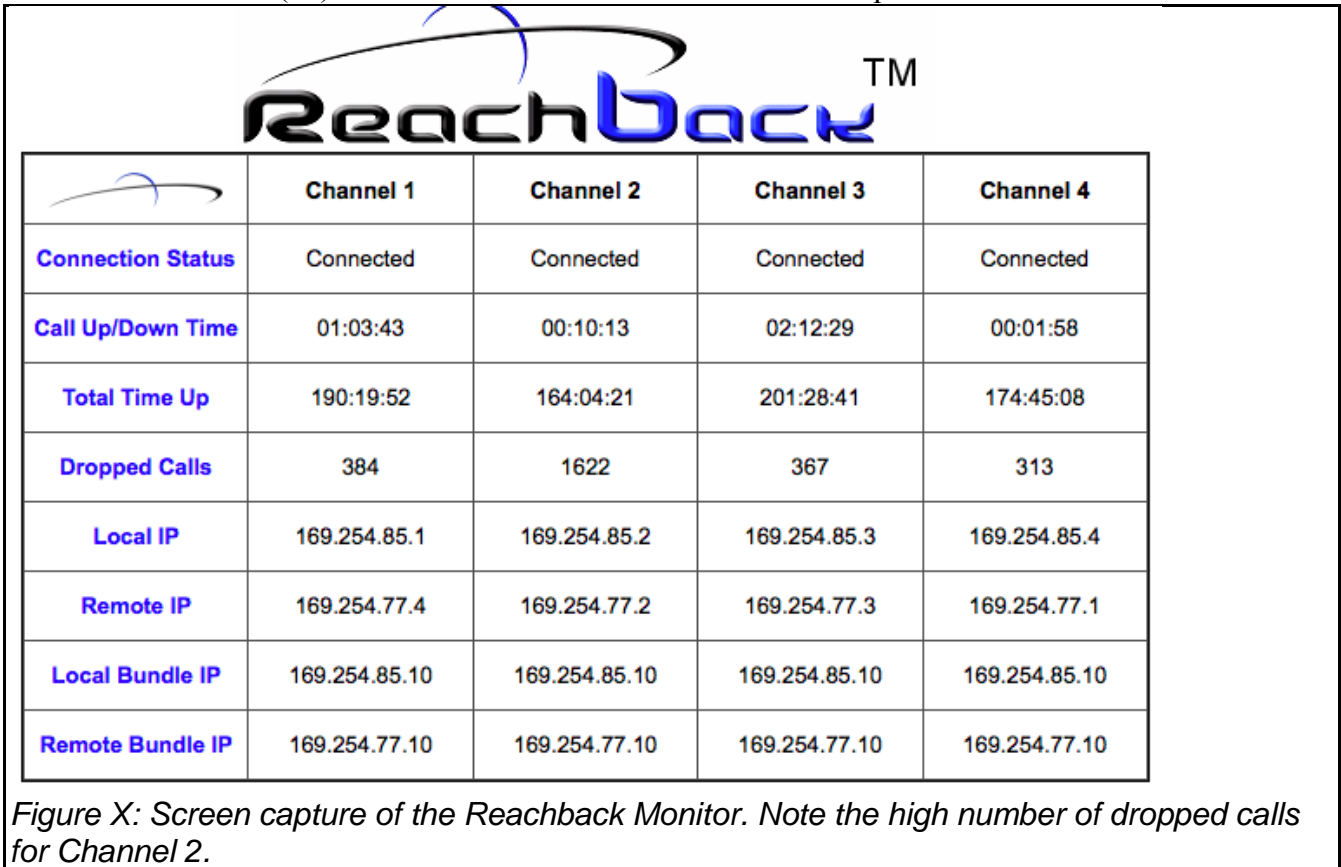 ReachBack TM
Channel 1 Channel 2 Channel 3 Channel 4
Connection Status Connected Connected Connected Connected
Call Up/Down Time 01:03:43 00:10:13 02:12:29 00:01:58
Total Time Up 190:19:52 164:04:21 201:28:41 174:45:08
Dropped Calls 384 1622 367 313
Local IP 169.254.85.1 169.254.85.2 169.254.85.3 169.254.85.4
Remote IP 169.254.77.4 169.254.77.2 169.254.77.3 169.254.77.1
Local Bundle IP 169.254.85.10 169.254.85.10 169.254.85.10 169.254.85.10
Remote Bundle IP 169.254.77.10 169.254.77.10 169.254.77.10 169.254.77.10
Figure X: Screen capture of the Reachback Monitor. Note the high number of dropped calls
for Channel 2.